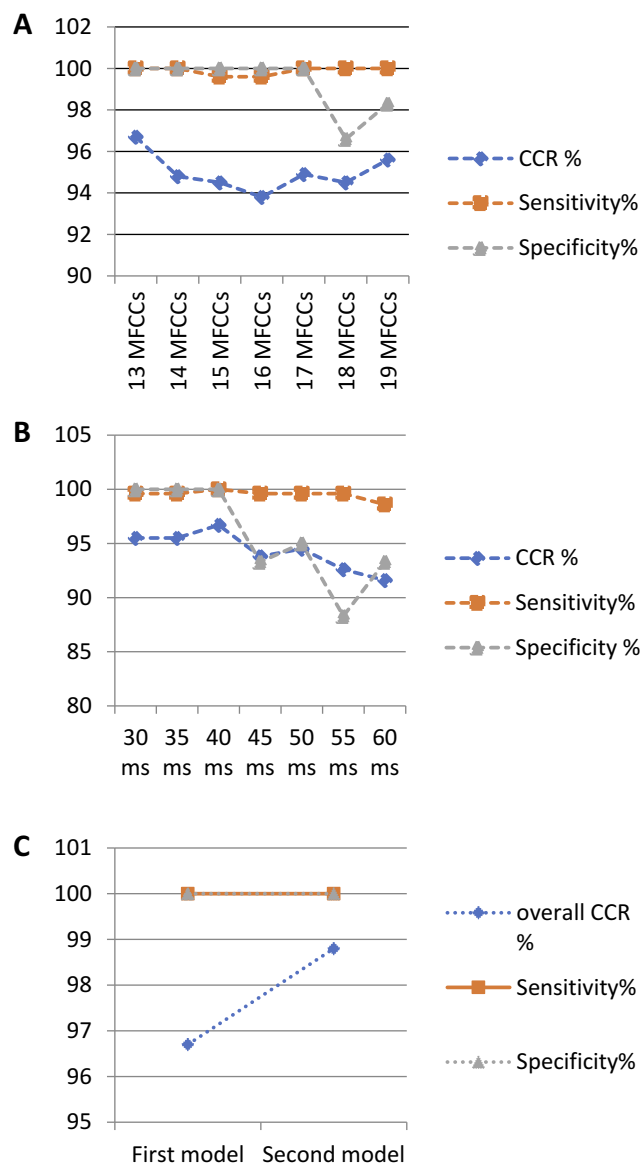 A
102
100
98
96
94
92
90
13 MFCCs
14 MFCCs
15 MFCCs
16 MFCCs
17 MFCCs
18 MFCCs
19 MFCCs
CCR %
Sensitivity%
Specificity%
B
105
100
95
90
85
80
30
ms
35
ms
40
ms
45
ms
50
ms
55
ms
60
ms
CCR %
Sensitivity%
Specificity %
C
101
100
99
98
97
96
95
First model
Second model
overall CCR
%
Sensitivity%
Specificity%